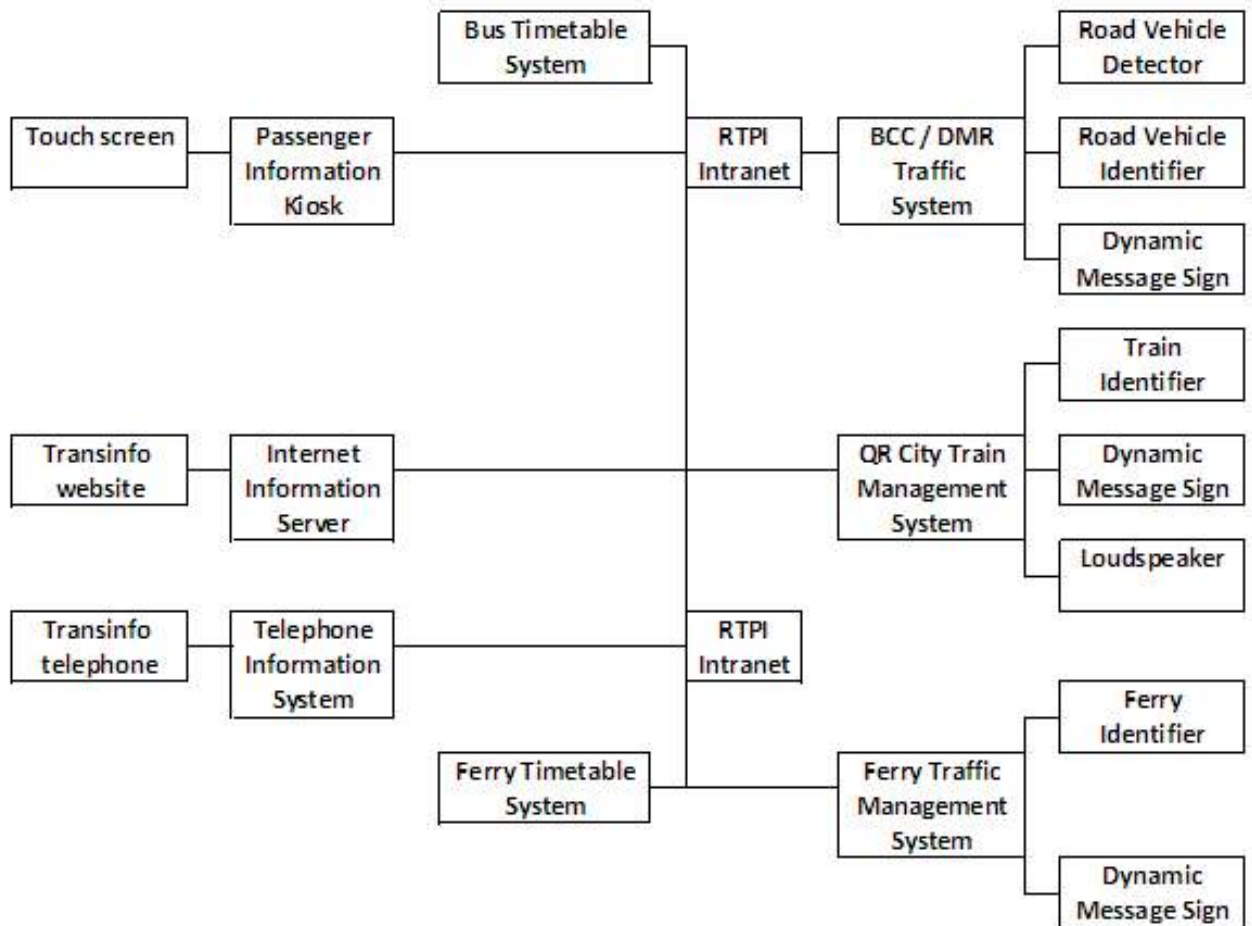 Bus Timetable
System
Road Vehicle
Detector
Touch screen
Passenger
Information
Kiosk
RTPI
Intranet
BCC / DMR
Traffic
System
Road Vehicle
Identifier
Dynamic
Message Sign
Train
Identifier
Transinfo
website
Internet
Information
Server
QR City Train
Management
System
Dynamic
Message Sign
Loudspeaker
Transinfo
telephone
Telephone
Information
System
RTPI
Intranet
Ferry
Identifier
Ferry Timetable
System
Ferry Traffic
Management
System
Dynamic
Message Sign